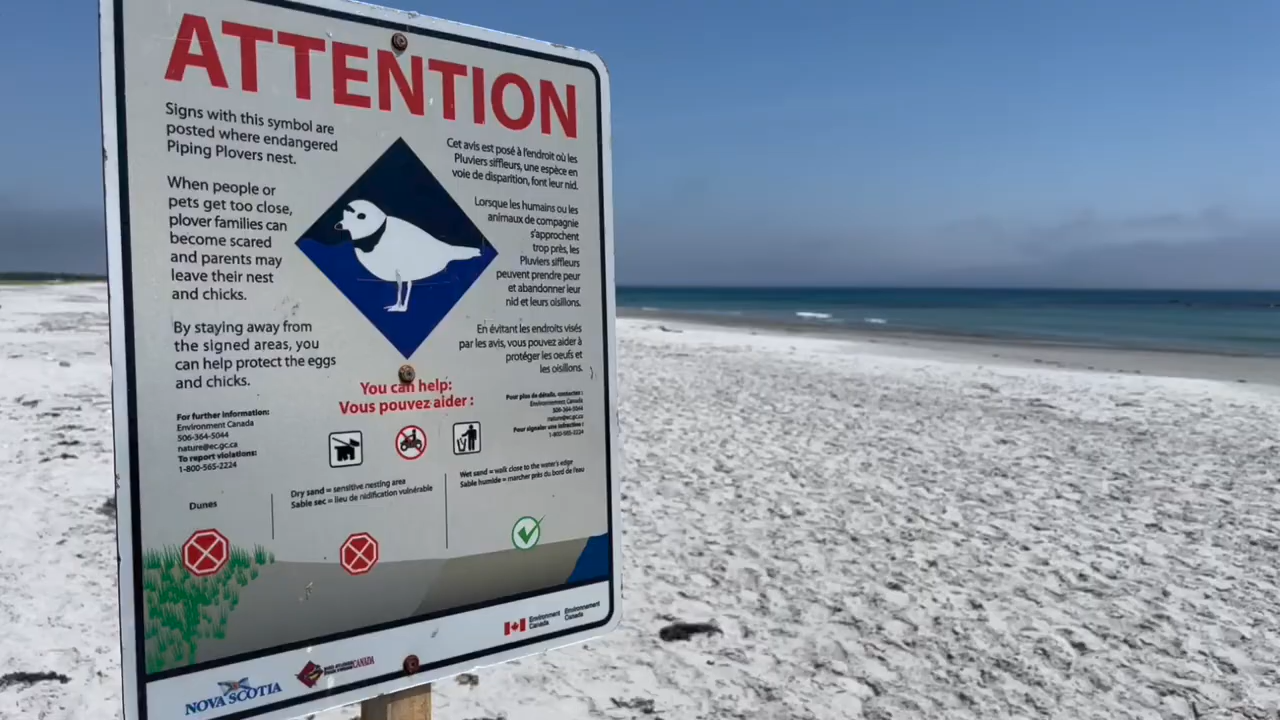 ATTENTION
Signs with this symbol are
posted where endangered
Piping Plovers nest.
When people or
pets get too close,
plover families can
become scared
and parents may
leave their nest
and chicks.
By staying away from
the signed areas, you
can help protect the eggs
and chicks.
Cet avis est posé à l'endroit où les
Pluviers siffleurs, une espèce en
voie de disparition, font leur nid.
Lorsque les humains ou les
animaux de compagnie
s'approchent
trop près, les
Pluviers siffleurs
peuvent prendre peur
et abandonner leur
nid et leurs oisillons.
En évitant les endroits visés
par les avis, vous pouvez aider à
protéger les oeufs et
les oisillons.
You can help:
Vous pouvez aider :
For further information:
Environment Canada
506-364-5044
nature@ec.gc.ca
To report violations:
1-800-565-2224
Pour plus de détails, contacter :
Environnement Canada
506-364-5044
nature@ec.gc.ca
Pour signaler une infraction :
1-800-565-2224
Dunes
Dry sand = sensitive nesting area
Sable sec = lieu de nidification vulnérable
Wet sand = walk close to the water's edge
Sable humide = marcher près du bord de l'eau
NOVA SCOTIA
CANADA
Environment
Canada
Environnement
Canada